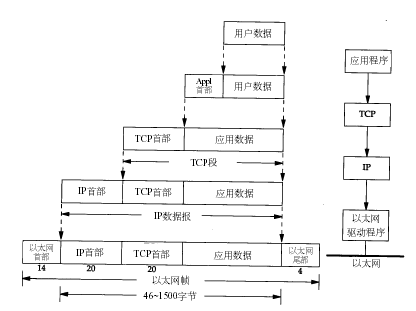 用户数据
Appl
首部
用户数据
应用程序
TCP首部
应用数据
TCP
TCP段
IP首部
TCP首部
应用数据
IP
IP数据报
以太网
首部
IP首部
TCP首部
应用数据
以太网
尾部
以太网
驱动程序
14
20
20
4
以太网
以太网帧
46~1500字节